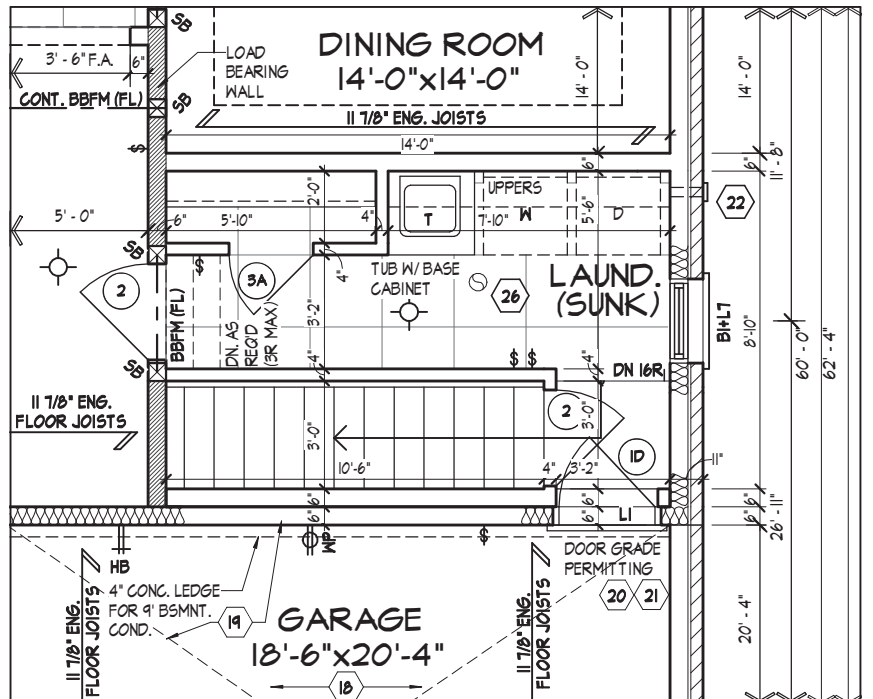 SB
DINING ROOM
14'-0"x14'-0"
LOAD
BEARING
WALL
3' - 6" F.A.
6"
CONT. BBFM (FL)
SB
11 7/8" ENG. JOISTS
14'-0"
14' - 0"
14' - 0"
6"
6"
11' - 8"
$
2'-0"
UPPERS
T
W
D
7'-10"
5'-6"
22
5' - 0"
6"
5'-10"
4"
SB
2
$
3A
4"
TUB W/ BASE
CABINET
26
LAUND.
(SUNK)
BBFM (FL)
DN. AS
REQ'D
(3R MAX)
3'-2"
B1+L7
8'-10"
60' - 0"
62' - 4"
SB
4"
$ $
4"
DN 16R
11 7/8" ENG.
FLOOR JOISTS
3'-0"
10'-6"
2
3'-0"
1D
4"
3'-2"
11"
6"
6"
6"
6"
L1
6"
6"
26' - 11"
HB
WP
$
DOOR GRADE
PERMITTING
20
21
4" CONC. LEDGE
FOR 9' BSMNT.
COND.
19
GARAGE
18'-6"x20'-4"
18
11 7/8" ENG.
FLOOR JOISTS
11 7/8" ENG.
FLOOR JOISTS
20' - 4"